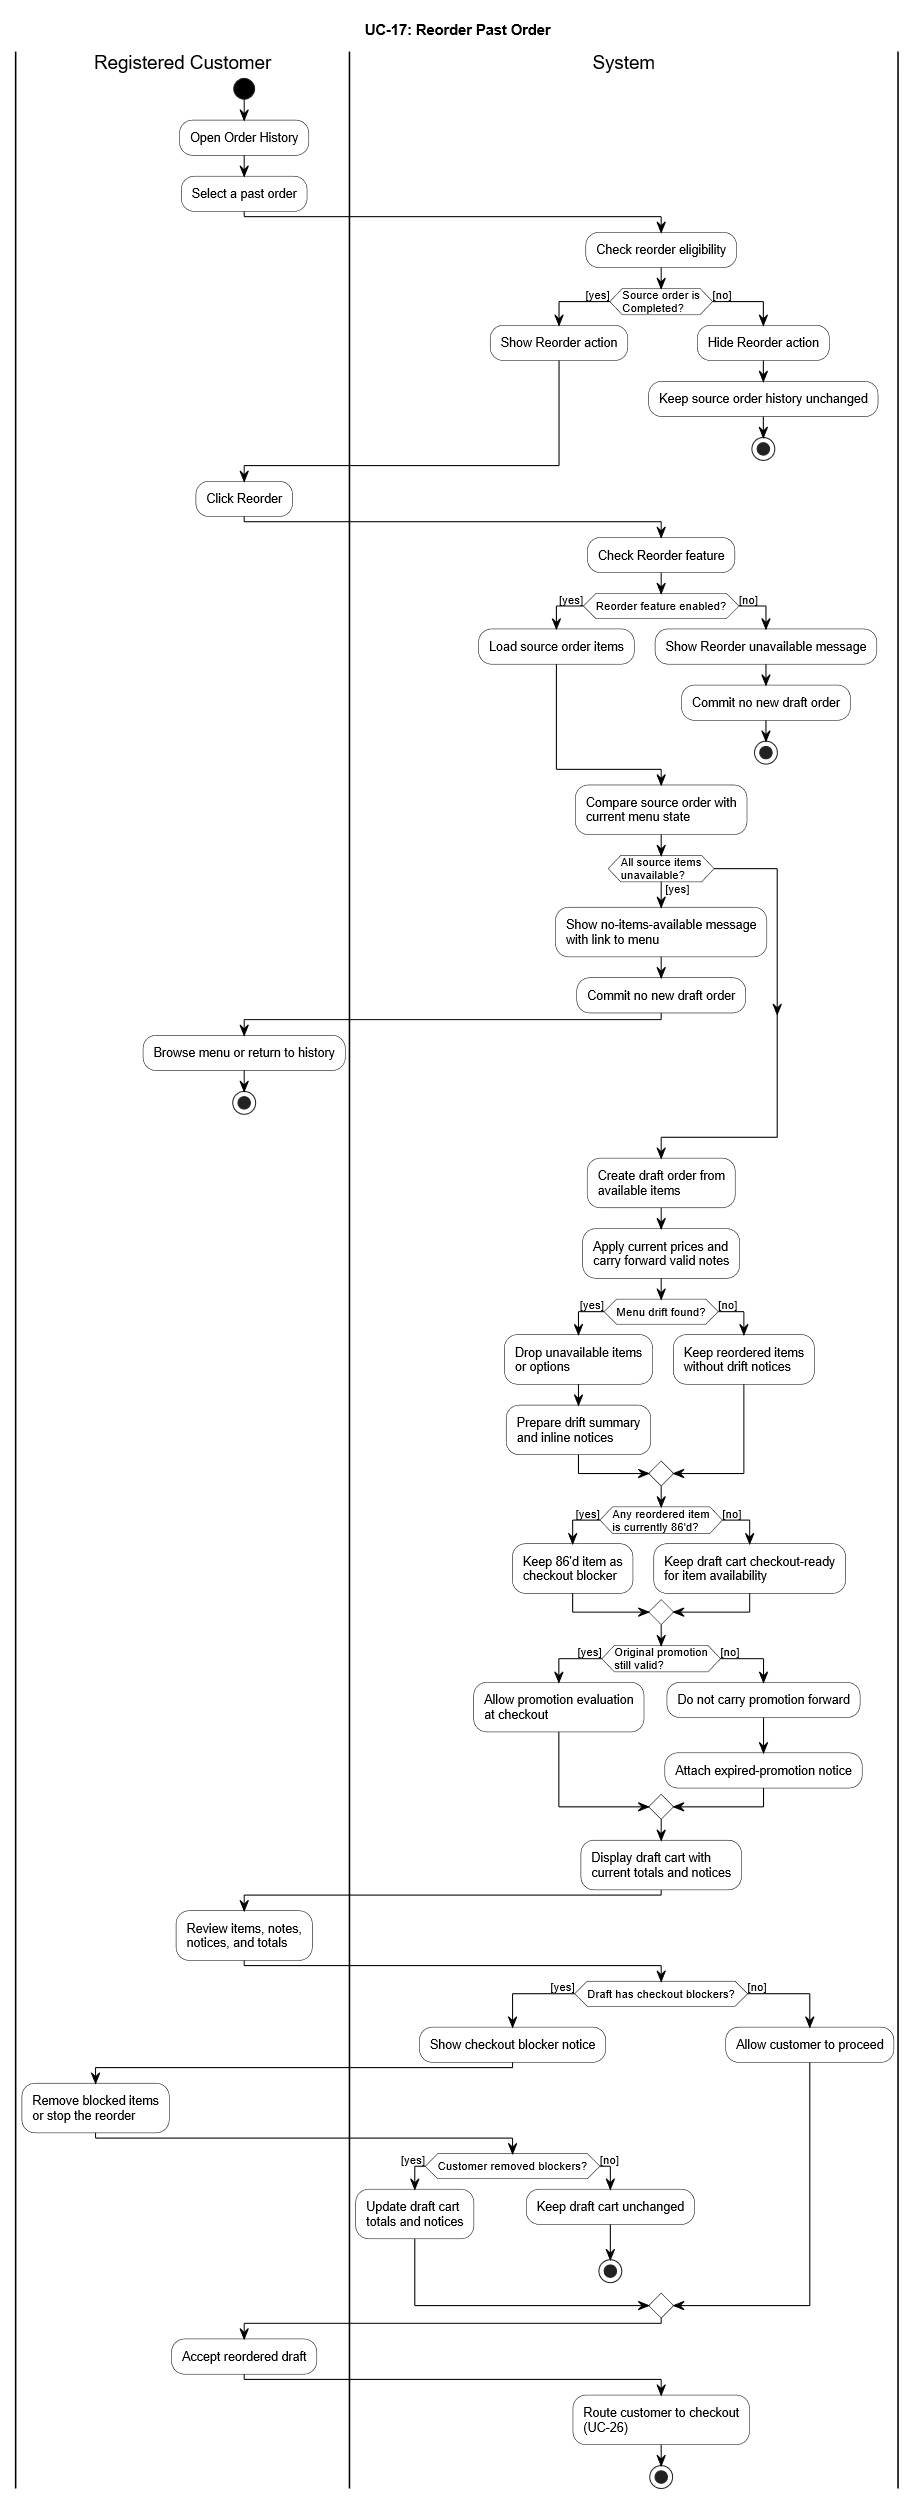 UC-17: Reorder Past Order
Registered Customer
System
Open Order History
Select a past order
Check reorder eligibility
[yes]
Source order is
Completed?
[no]
Show Reorder action
Hide Reorder action
Keep source order history unchanged
Click Reorder
Check Reorder feature
[yes]
Reorder feature enabled?
[no]
Load source order items
Show Reorder unavailable message
Commit no new draft order
Compare source order with
current menu state
All source items
unavailable?
[yes]
Show no-items-available message
with link to menu
Commit no new draft order
Browse menu or return to history
Create draft order from
available items
Apply current prices and
carry forward valid notes
[yes]
Menu drift found?
[no]
Drop unavailable items
or options
Keep reordered items
without drift notices
Prepare drift summary
and inline notices
[yes]
Any reordered item
is currently 86'd?
[no]
Keep 86'd item as
checkout blocker
Keep draft cart checkout-ready
for item availability
[yes]
Original promotion
still valid?
[no]
Allow promotion evaluation
at checkout
Do not carry promotion forward
Attach expired-promotion notice
Display draft cart with
current totals and notices
Review items, notes,
notices, and totals
[yes]
Draft has checkout blockers?
[no]
Show checkout blocker notice
Allow customer to proceed
Remove blocked items
or stop the reorder
[yes]
Customer removed blockers?
[no]
Update draft cart
totals and notices
Keep draft cart unchanged
Accept reordered draft
Route customer to checkout
(UC-26)